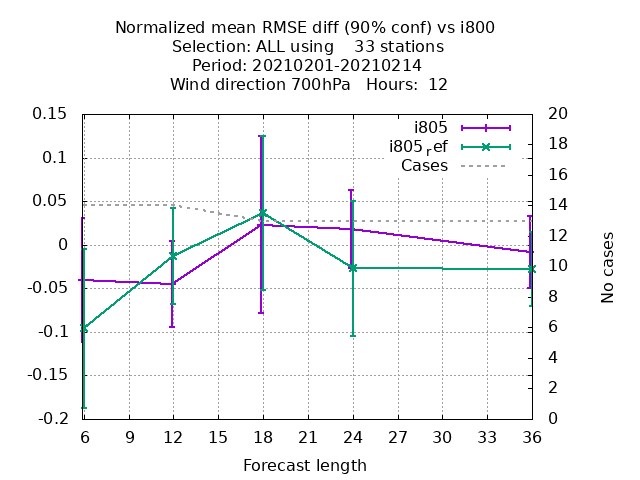 Normalized mean RMSE diff (90% conf) vs i800
Selection: ALL using    33 stations
Period: 20210201-20210214
Wind direction 700hPa   Hours:  12
0.15
0.1
0.05
0
-0.05
-0.1
-0.15
-0.2
20
18
16
14
12
10
8
6
4
2
0
i805
i805ref
Cases
No cases
6 9 12 15 18 21 24 27 30 33 36
Forecast length